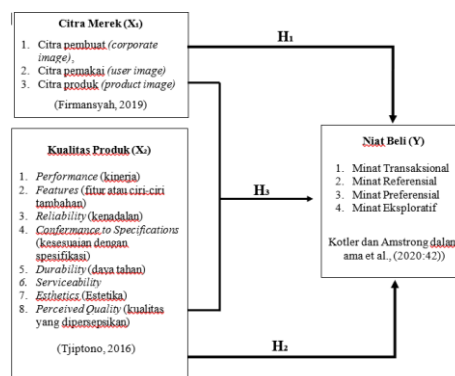 Citra Merek (X₁)
1. Citra pembuat (corporate
image),
2. Citra pemakai (user image)
3. Citra produk (product image)
(Firmansyah, 2019)
H₁
Kualitas Produk (X₂)
1. Performance (kinerja)
2. Features (fitur atau ciri-ciri
tambahan)
3. Reliability (kenadalan)
4. Confermance to Specifications
(kesesuaian dengan
spesifikasi)
5. Durability (daya tahan)
6. Serviceability
7. Esthetics (Estetika)
8. Perceived Quality (kualitas
yang dipersepsikan)
(Tjiptono, 2016)
H₃
H₂
Niat Beli (Y)
1. Minat Transaksional
2. Minat Referensial
3. Minat Preferensial
4. Minat Eksploratif
Kotler dan Amstrong dalan
ama et al., (2020:42))